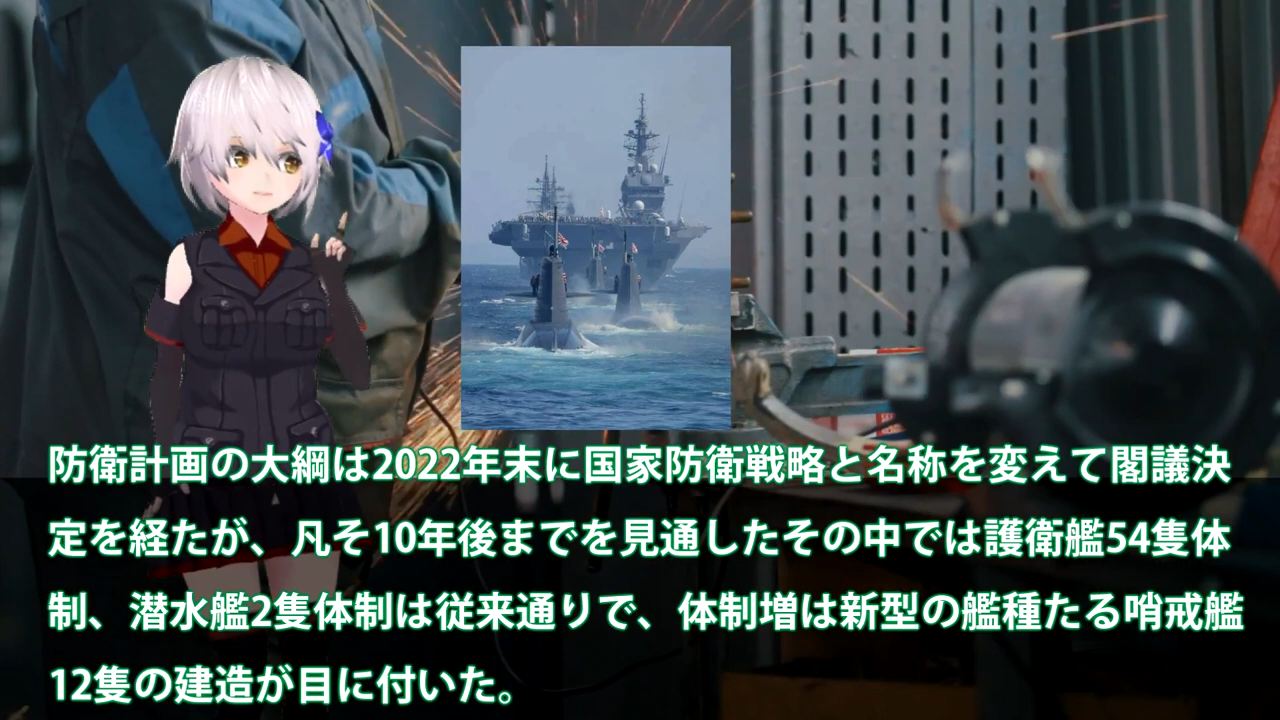 防衛計画の大綱は2022年末に国家防衛戦略と名称を変えて閣議決
定を経たが、凡そ10年後までを見通したその中では護衛艦54隻体
制、潜水艦2隻体制は従来通りで、体制増は新型の艦種たる哨戒艦
12隻の建造が目に付いた。